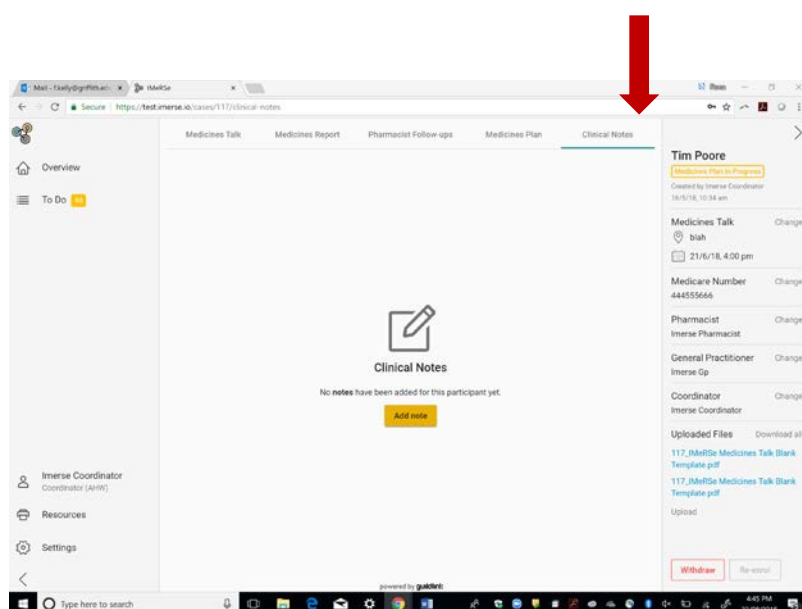 Mail - f.kelly@griffith.ac
IMeRSe
Secure
https://test.imerse.io/cases/117/clinical-notes
Overview
To Do
Imerse Coordinator
Coordinator (AHW)
Resources
Settings
Medicines Talk
Medicines Report
Pharmacist Follow-ups
Medicines Plan
Clinical Notes
Clinical Notes
No notes have been added for this participant yet.
Add note
powered by guidlink
Tim Poore
Medicines Plan in Progress
Created by Imerse Coordinator
16/5/18, 10:34 am
Medicines Talk Change
blah
21/6/18, 4:00 pm
Medicare Number Change
444555666
Pharmacist Change
Imerse Pharmacist
General Practitioner Change
Imerse Gp
Coordinator Change
Imerse Coordinator
Uploaded Files Download all
117_IMeRSe Medicines Talk Blank
Template.pdf
117_IMeRSe Medicines Talk Blank
Template.pdf
Upload
Withdraw
Re-enrol
Type here to search
4:45 PM